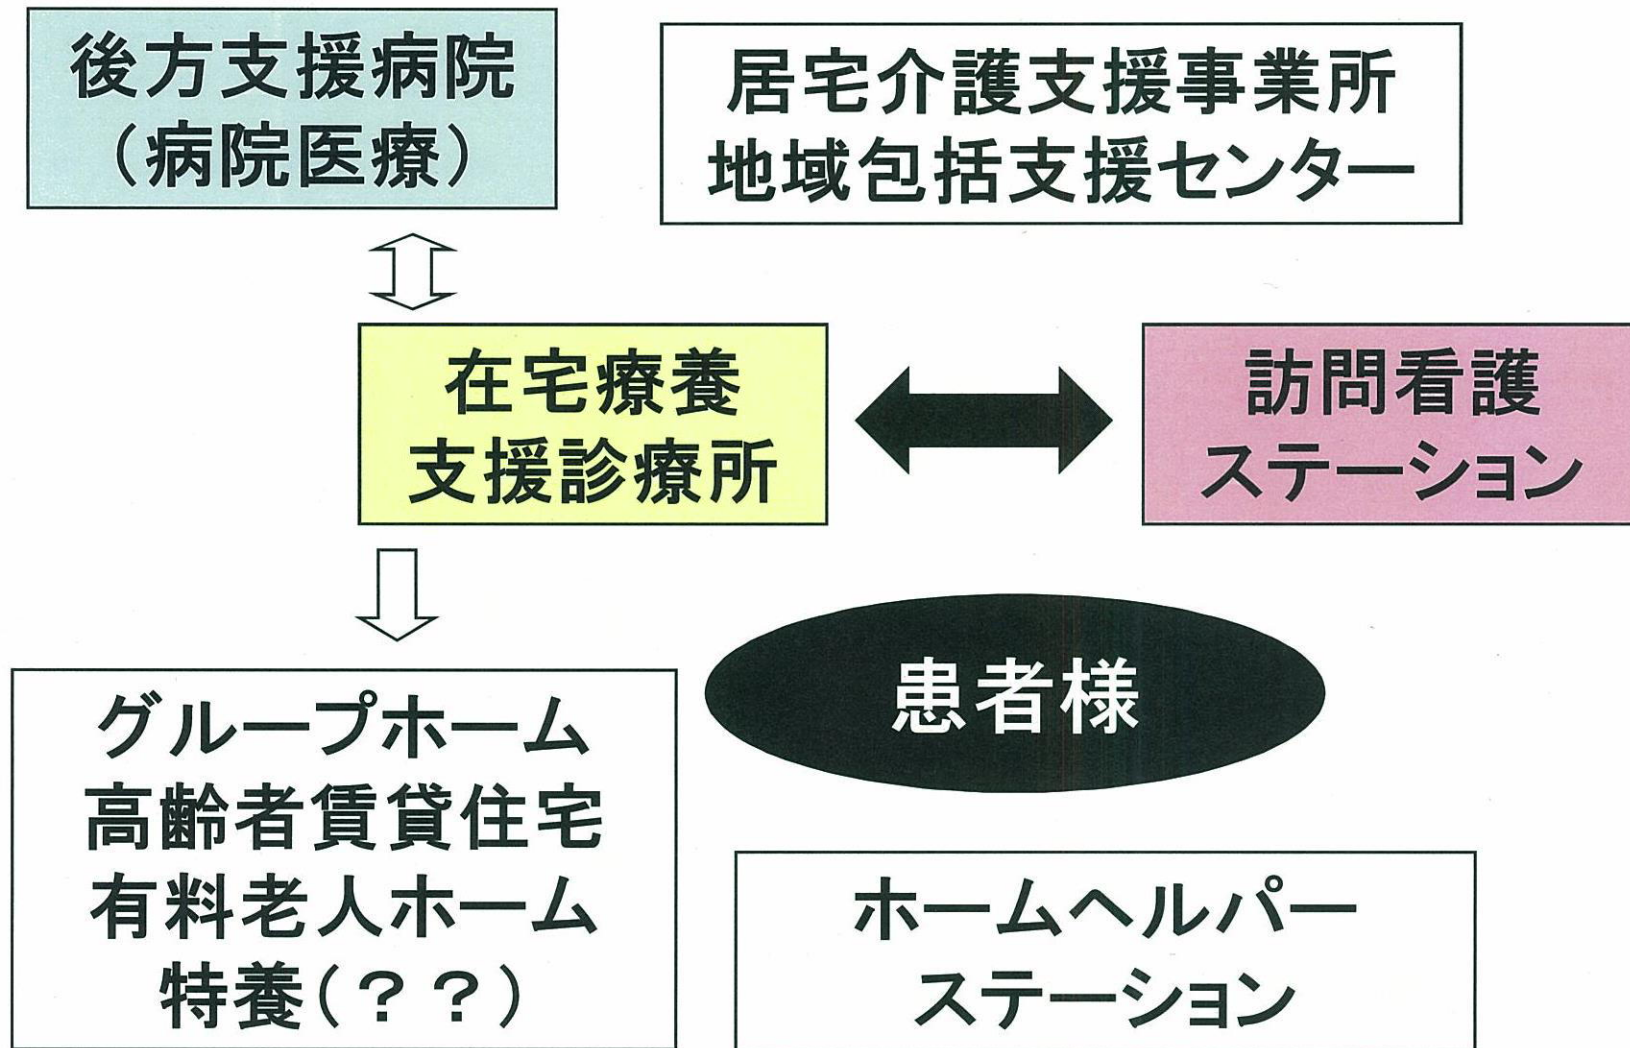 後方支援病院
（病院医療）
居宅介護支援事業所
地域包括支援センター
在宅療養
支援診療所
訪問看護
ステーション
患者様
グループホーム
高齢者賃貸住宅
有料老人ホーム
特養(？？)
ホームヘルパー
ステーション